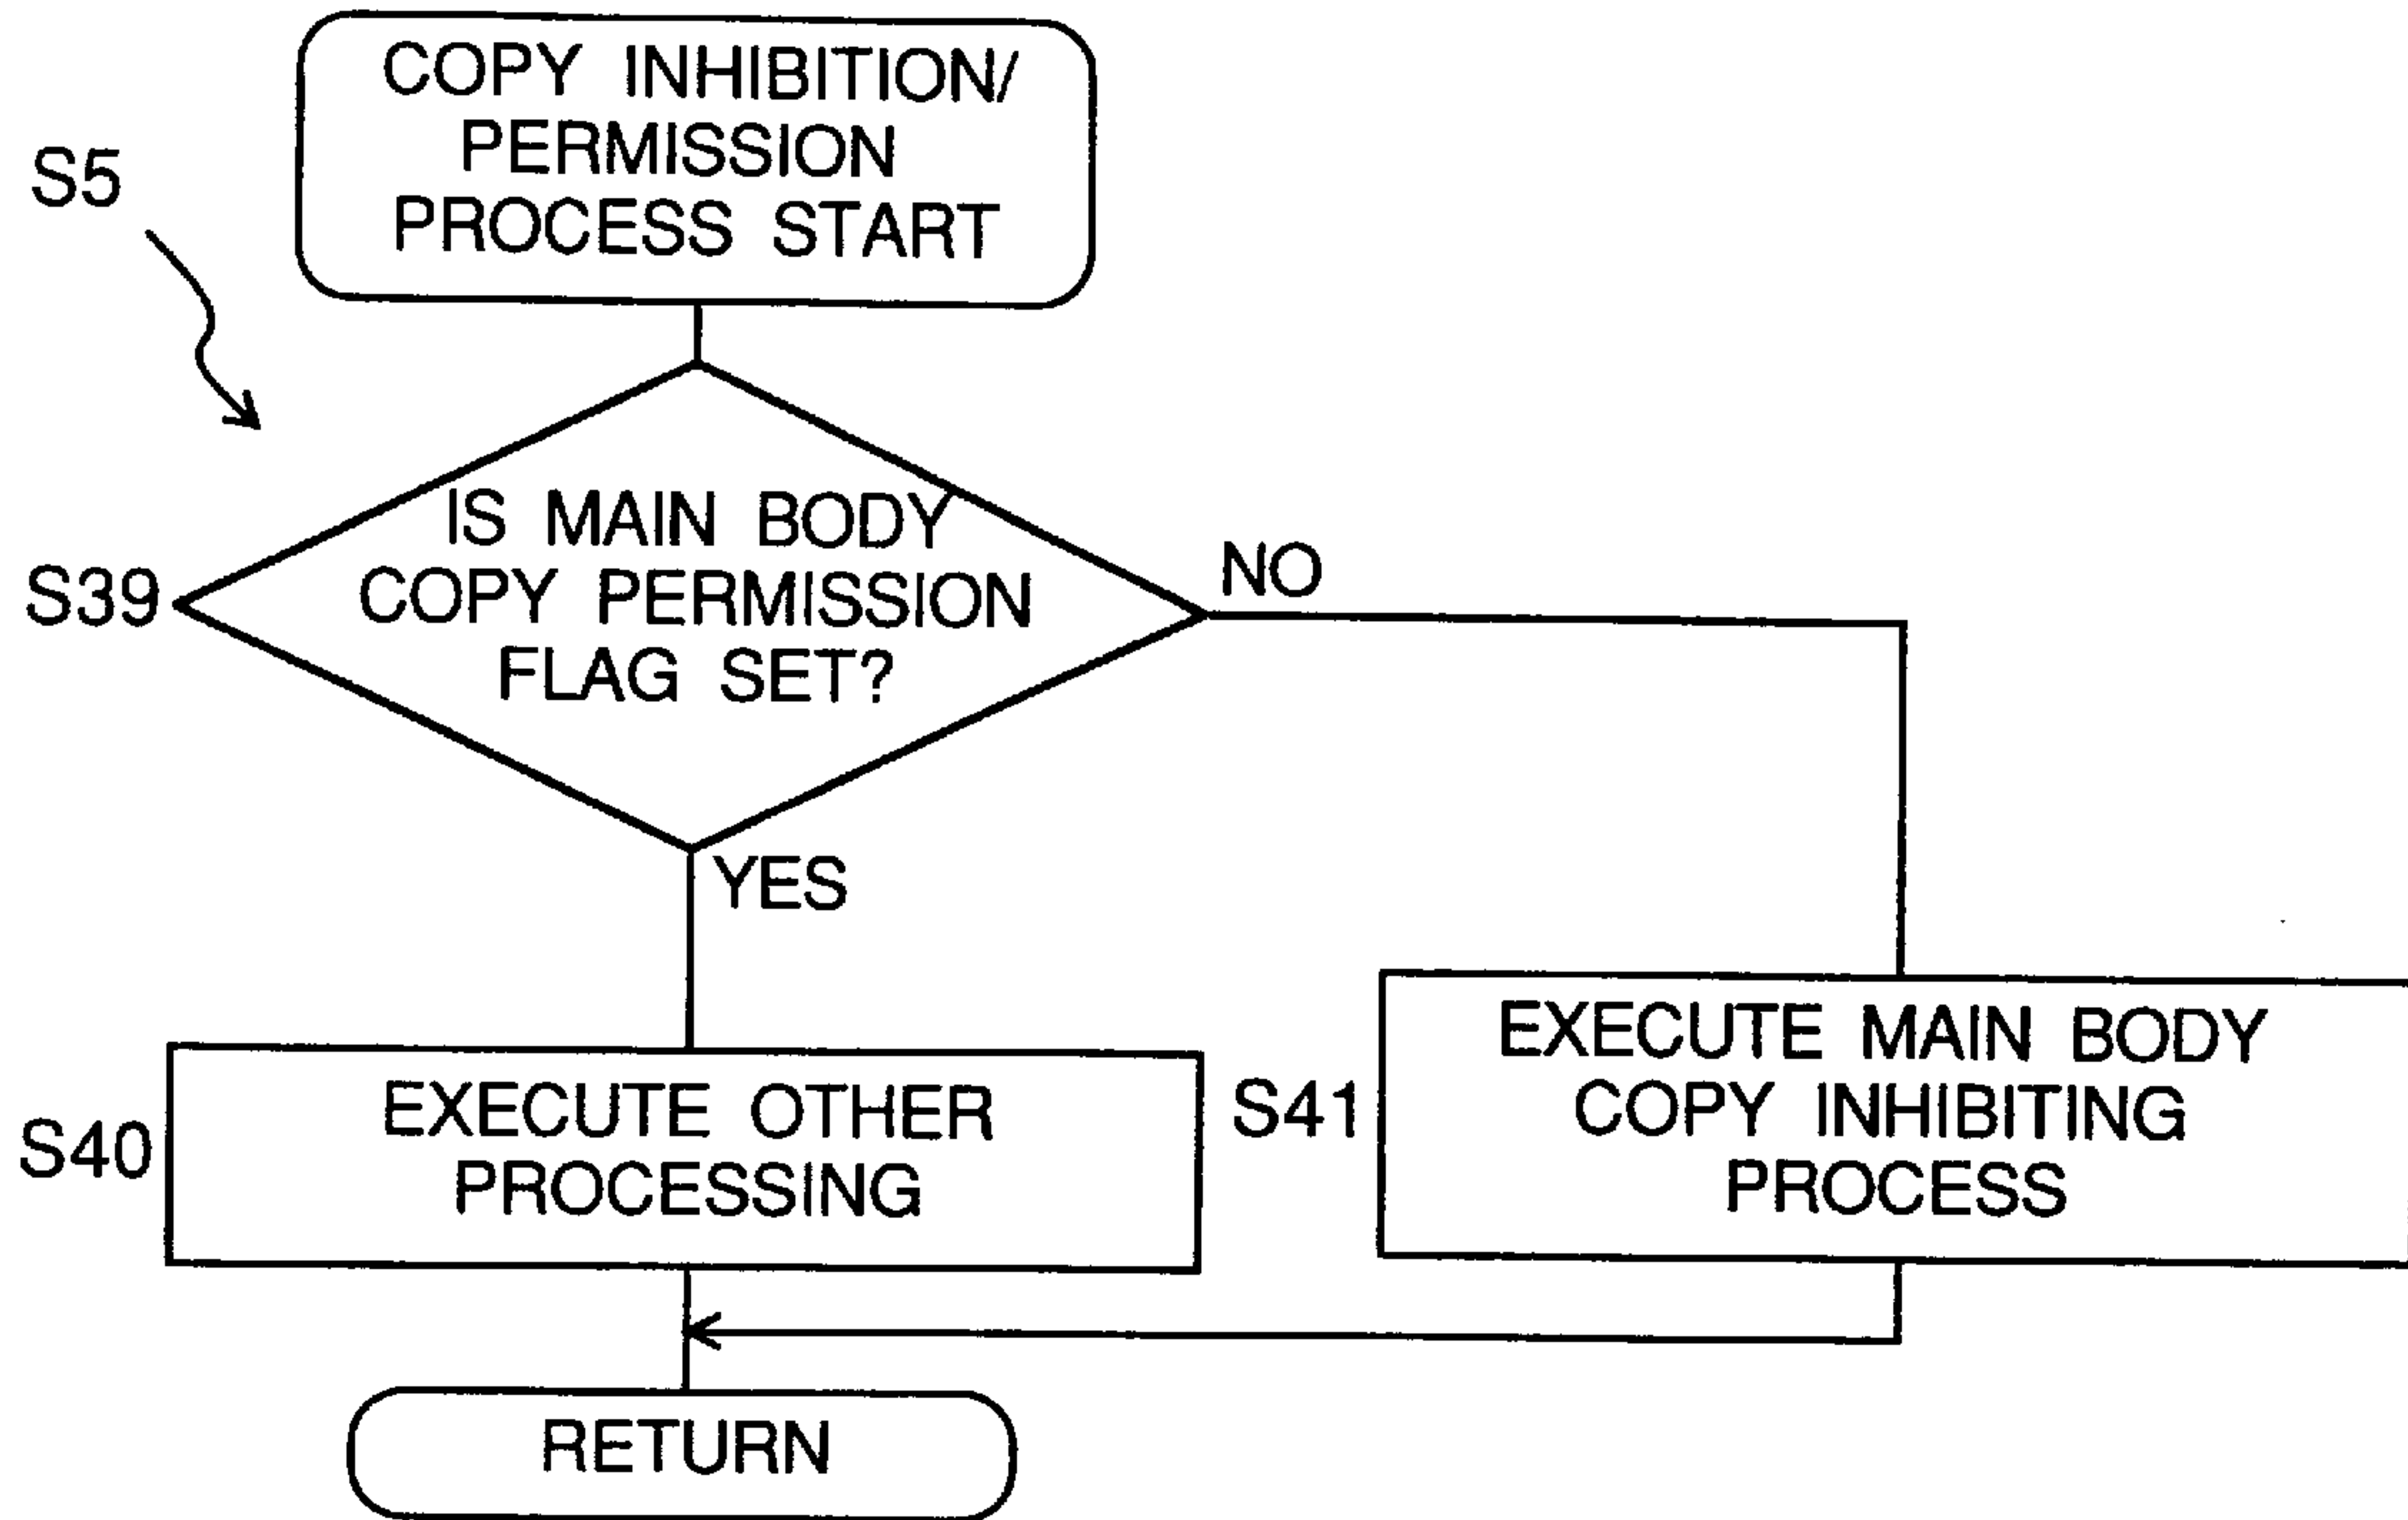 COPY INHIBITION/
PERMISSION
PROCESS START
S5
IS MAIN BODY
COPY PERMISSION
FLAG SET?
S39
NO
YES
EXECUTE OTHER
PROCESSING
S40
S41
EXECUTE MAIN BODY
COPY INHIBITING
PROCESS
RETURN